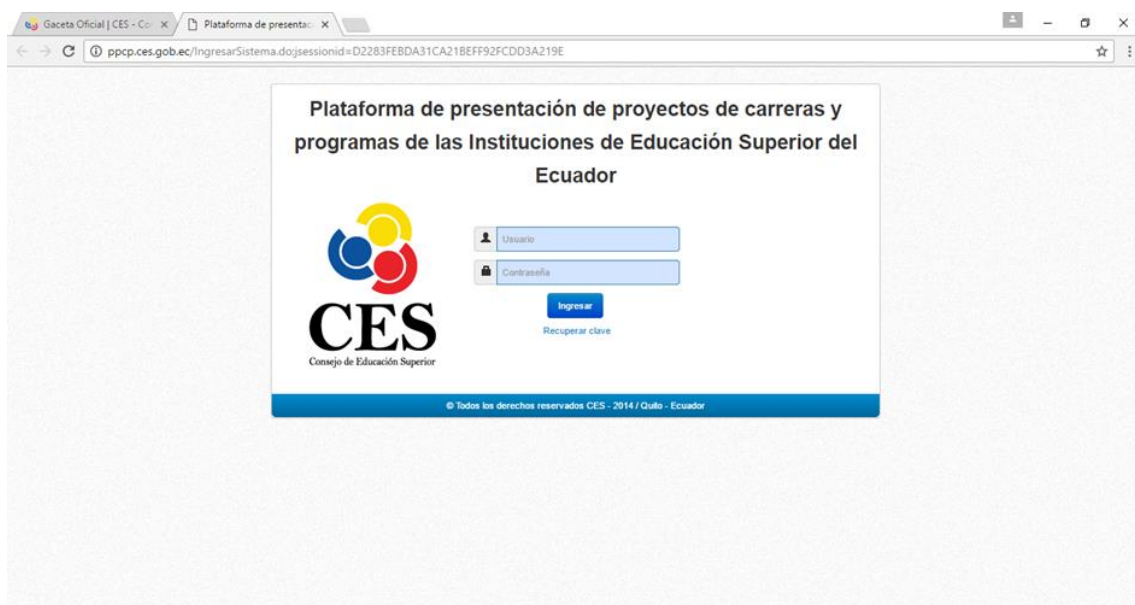 Gaceta Oficial | CES - Co
Plataforma de presentac
ppcp.ces.gob.ec/IngresarSistema.do;jsessionid=D2283FEBDA31CA21BEFF92FCDD3A219E
Plataforma de presentación de proyectos de carreras y
programas de las Instituciones de Educación Superior del
Ecuador
Usuario
Contraseña
Ingresar
Recuperar clave
CES
Consejo de Educación Superior
© Todos los derechos reservados CES - 2014 / Quito - Ecuador